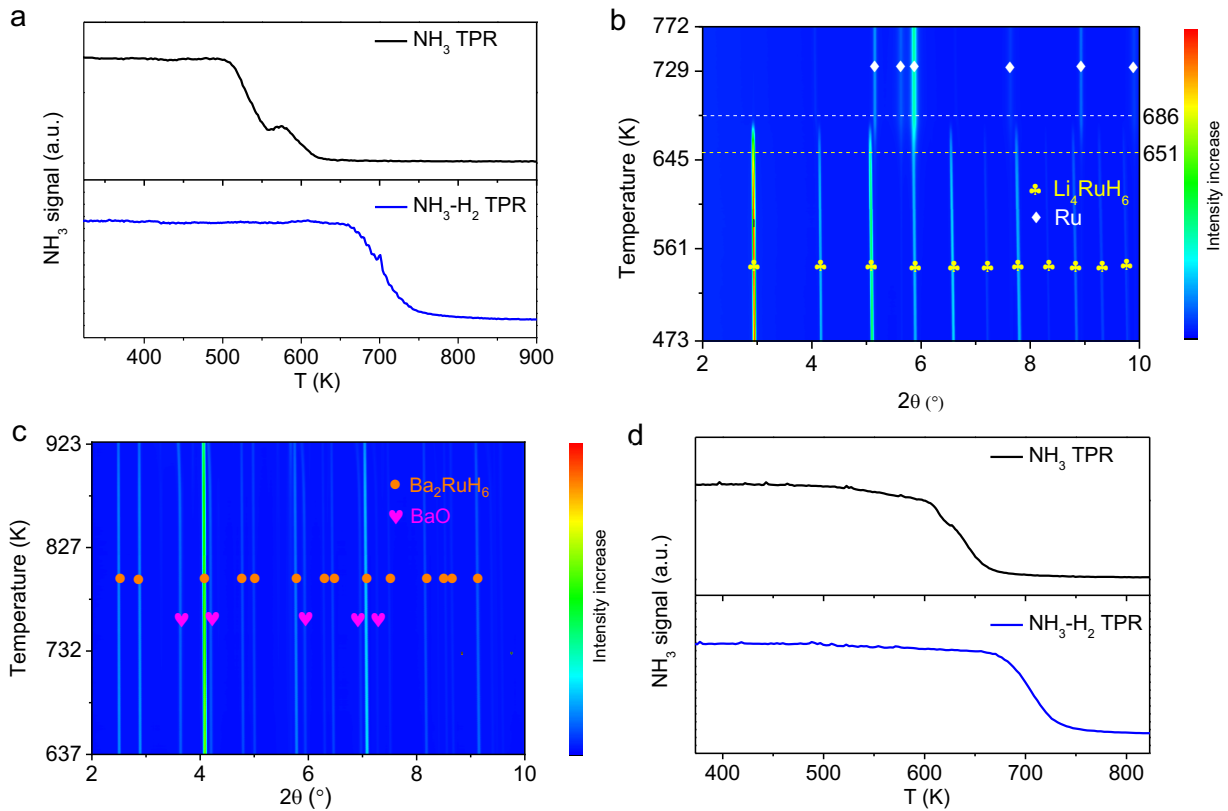 a
NH₃ TPR
NH₃-H₂ TPR
NH₃ signal (a.u.)
400 500 600 700 800 900
T (K)
b
772
729
645
561
473
Temperature (K)
686
651
♣ Li₄RuH₆
♦ Ru
2 4 6 8 10
2θ (°)
Intensity increase
c
923
827
732
637
Temperature (K)
● Ba₂RuH₆
♥ BaO
2 4 6 8 10
2θ (°)
Intensity increase
d
NH₃ TPR
NH₃-H₂ TPR
NH₃ signal (a.u.)
400 500 600 700 800
T (K)